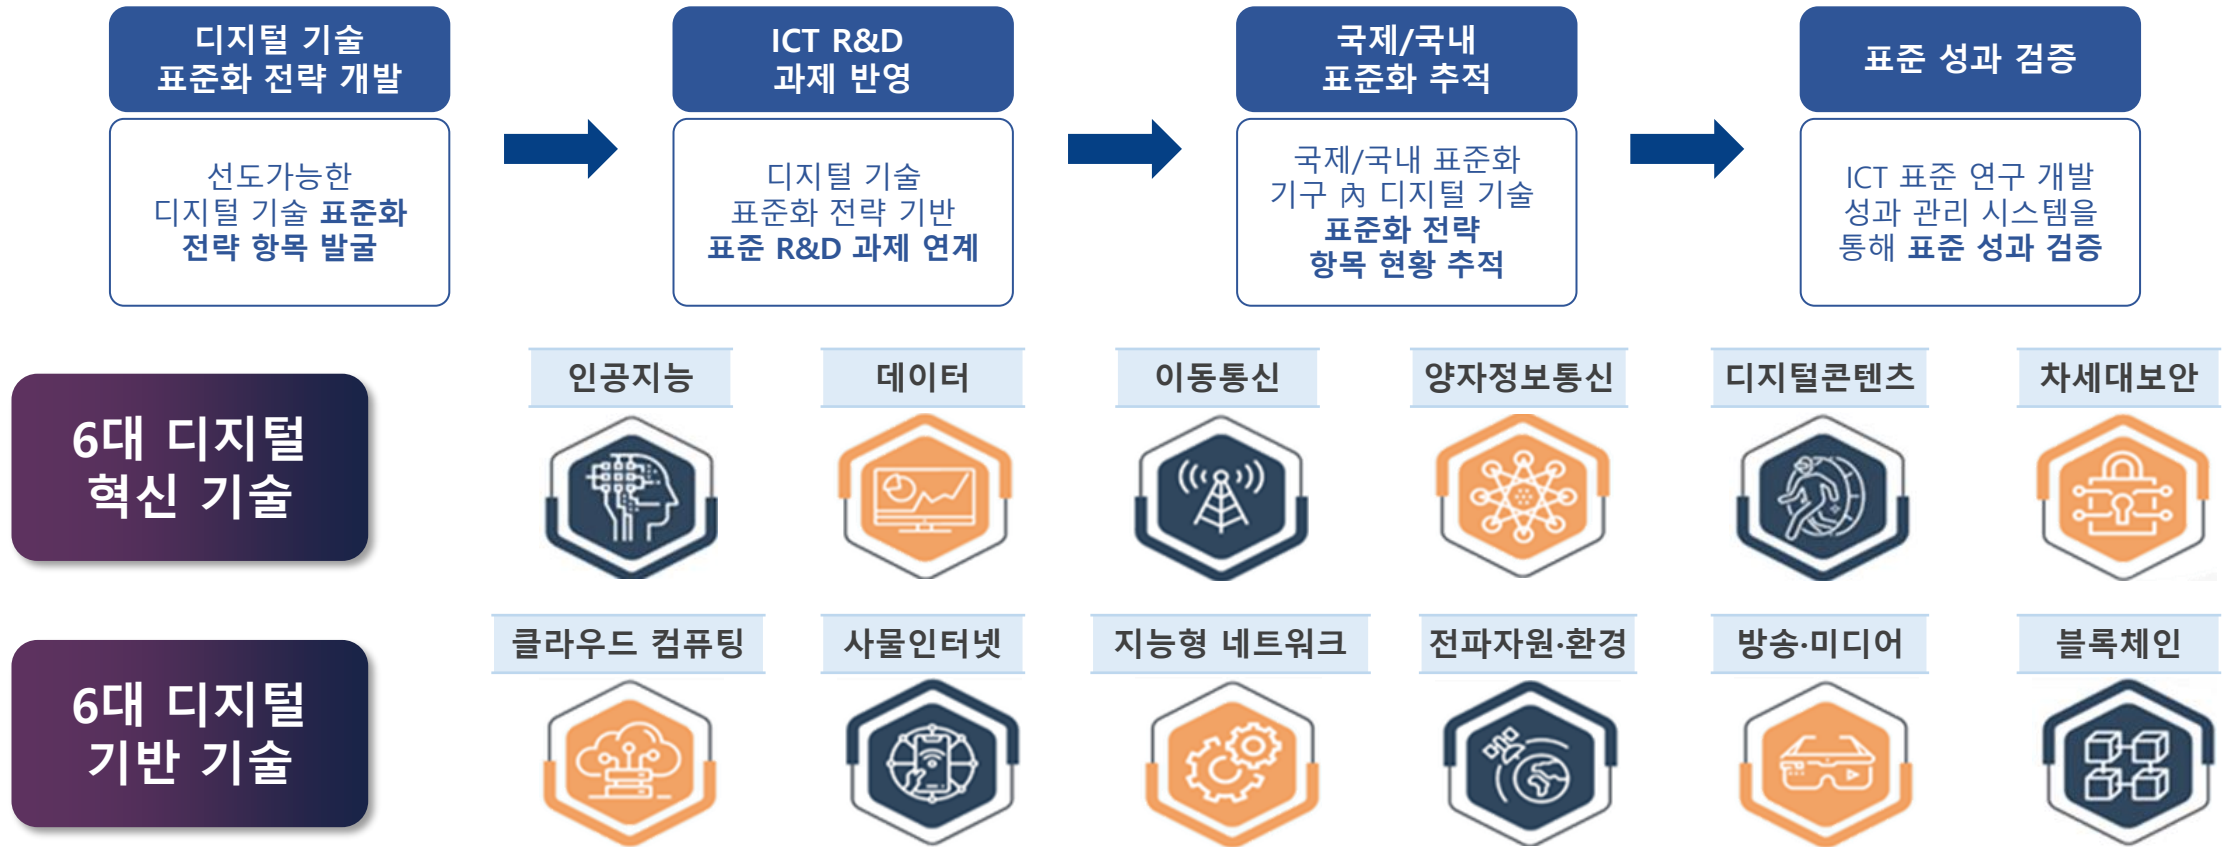 디지털 기술
표준화 전략 개발
선도가능한
디지털 기술 표준화
전략 항목 발굴
ICT R&D
과제 반영
디지털 기술
표준화 전략 기반
표준 R&D 과제 연계
국제/국내
표준화 추적
국제/국내 표준화
기구 內 디지털 기술
표준화 전략
항목 현황 추적
표준 성과 검증
ICT 표준 연구 개발
성과 관리 시스템을
통해 표준 성과 검증
6대 디지털
혁신 기술
인공지능
데이터
이동통신
양자정보통신
디지털콘텐츠
차세대보안
6대 디지털
기반 기술
클라우드 컴퓨팅
사물인터넷
지능형 네트워크
전파자원·환경
방송·미디어
블록체인